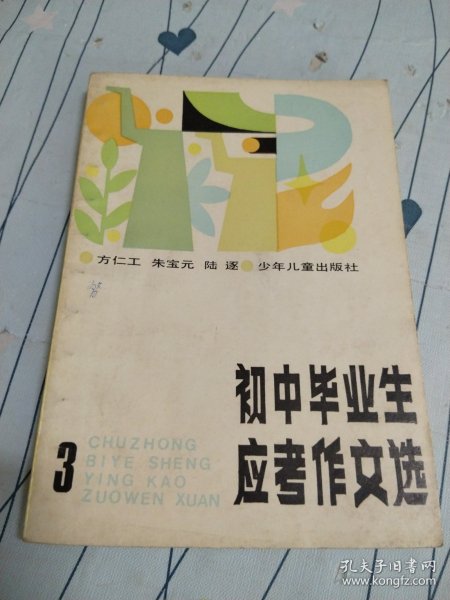 方仁工 朱宝元 陆 逐 少年儿童出版社
初中毕业生
应考作文选
3
CHUZHONG
BIYE SHENG
YING KAO
ZUOWEN XUAN
孔夫子旧书网
www.kongfz.com